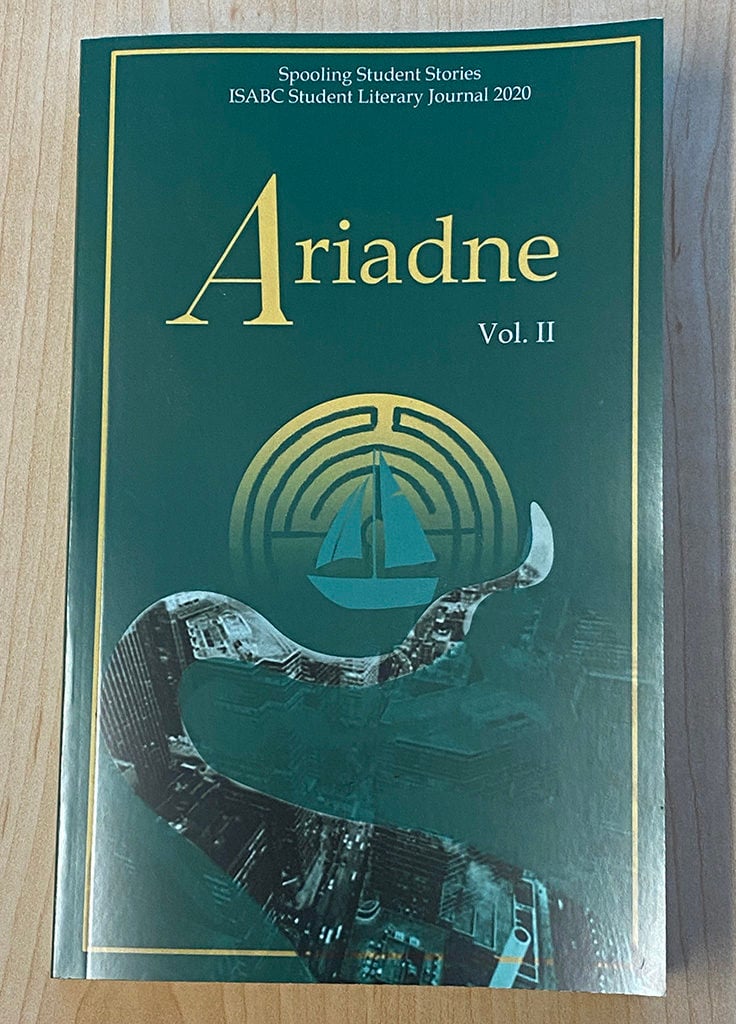 Spooling Student Stories
ISABC Student Literary Journal 2020
Ariadne
Vol. II